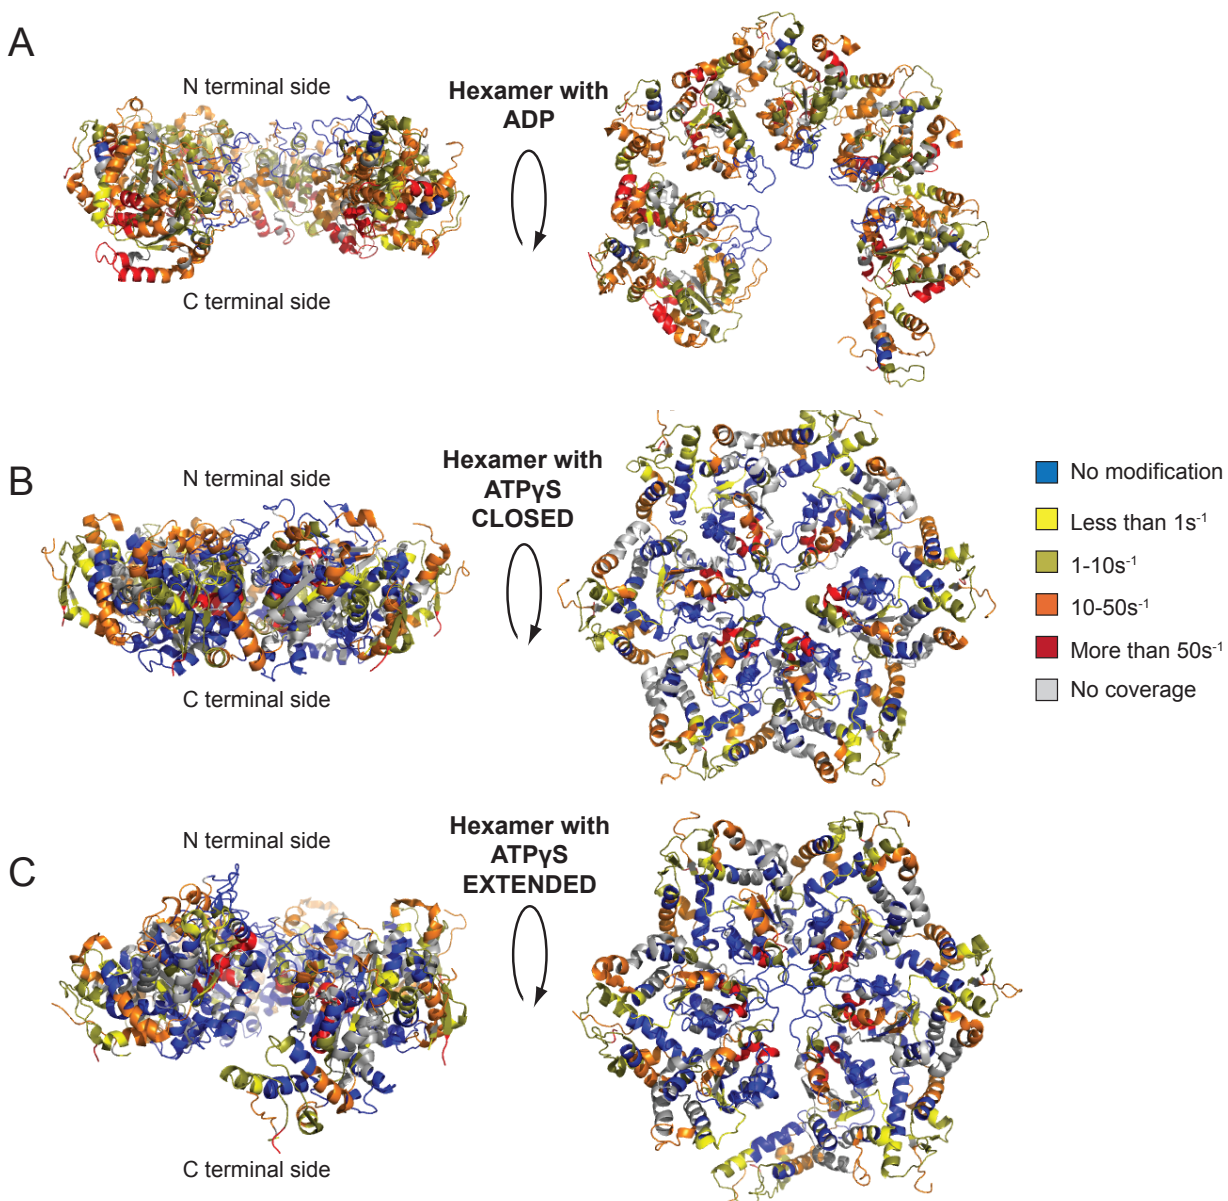 A
N terminal side
C terminal side
Hexamer with
ADP
B
N terminal side
C terminal side
Hexamer with
ATPγS
CLOSED
No modification
Less than 1s⁻¹
1-10s⁻¹
10-50s⁻¹
More than 50s⁻¹
No coverage
C
N terminal side
C terminal side
Hexamer with
ATPγS
EXTENDED